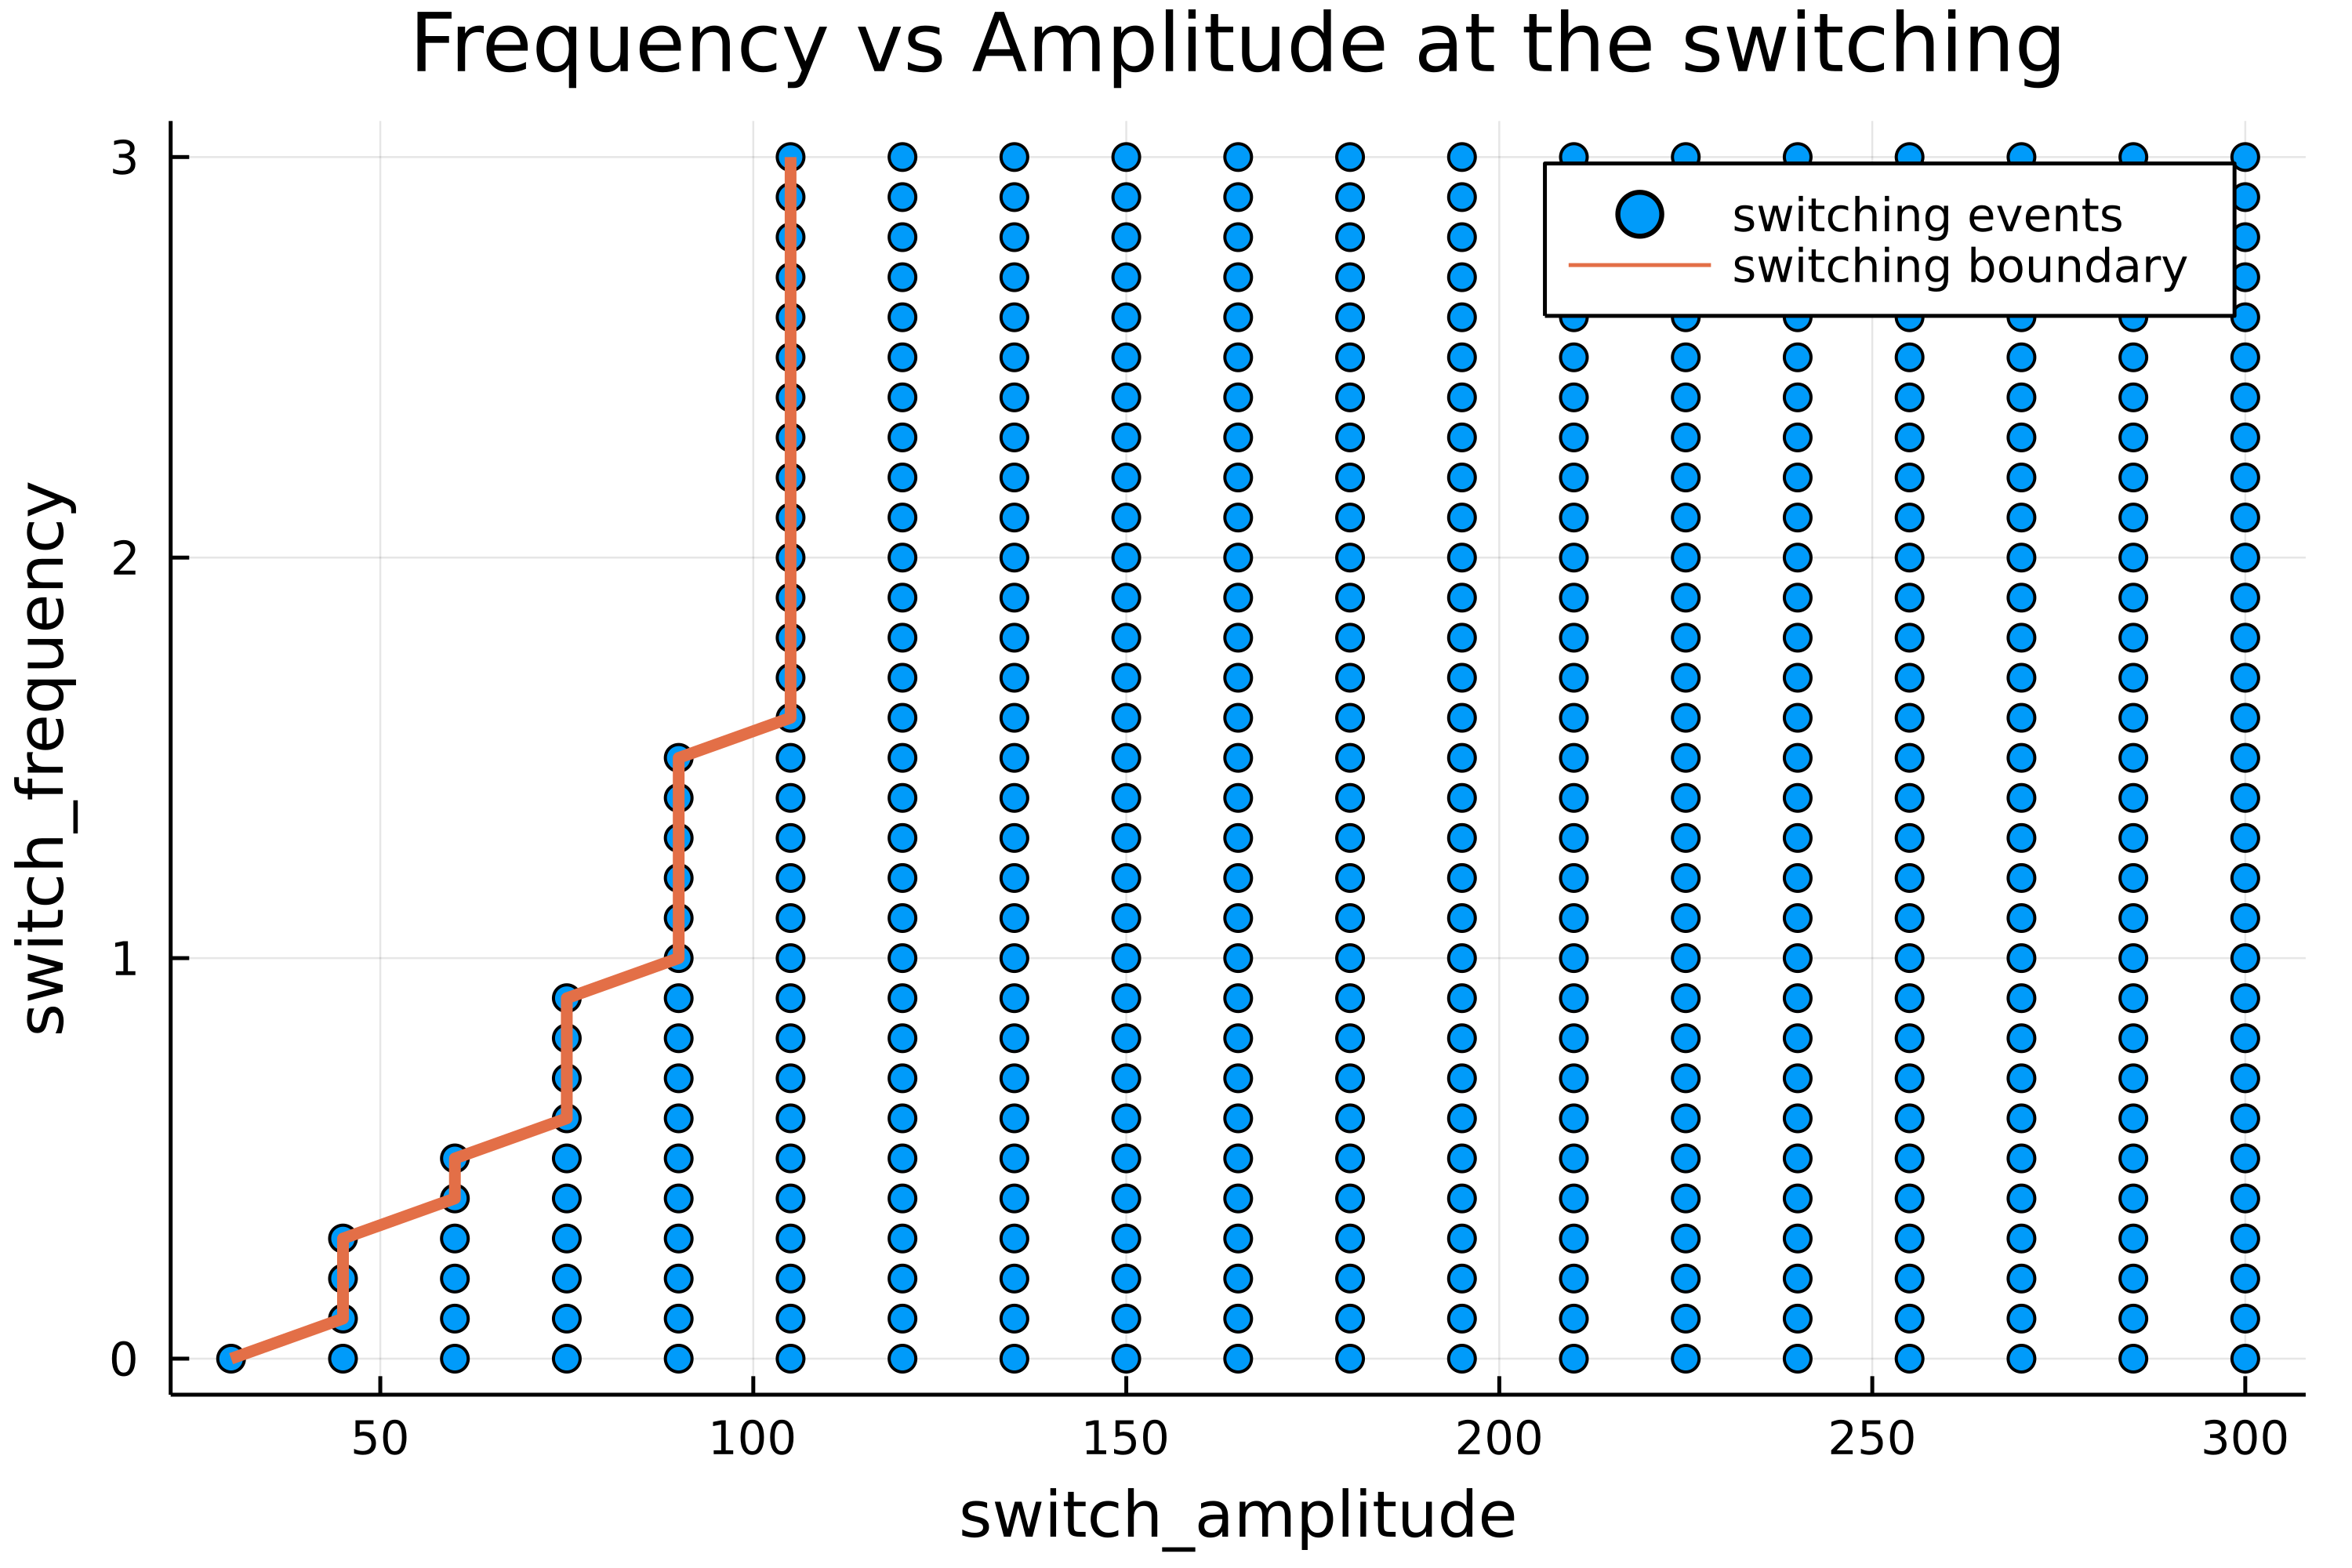 Frequency vs Amplitude at the switching
switching events
switching boundary
3
2
1
0
switch_frequency
50 100 150 200 250 300
switch_amplitude